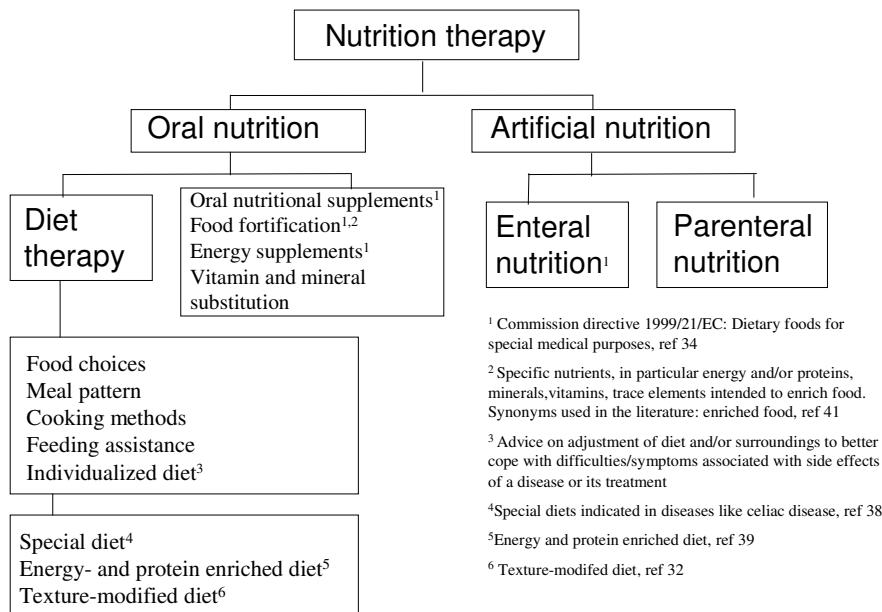 Nutrition therapy
Oral nutrition
Artificial nutrition
Diet
therapy
Oral nutritional supplements¹
Food fortification¹,²
Energy supplements¹
Vitamin and mineral
substitution
Enteral
nutrition¹
Parenteral
nutrition
Food choices
Meal pattern
Cooking methods
Feeding assistance
Individualized diet³
Special diet⁴
Energy- and protein enriched diet⁵
Texture-modified diet⁶
¹ Commission directive 1999/21/EC: Dietary foods for
special medical purposes, ref 34
² Specific nutrients, in particular energy and/or proteins,
minerals,vitamins, trace elements intended to enrich food.
Synonyms used in the literature: enriched food, ref 41
³ Advice on adjustment of diet and/or surroundings to better
cope with difficulties/symptoms associated with side effects
of a disease or its treatment
⁴Special diets indicated in diseases like celiac disease, ref 38
⁵Energy and protein enriched diet, ref 39
⁶ Texture-modifed diet, ref 32